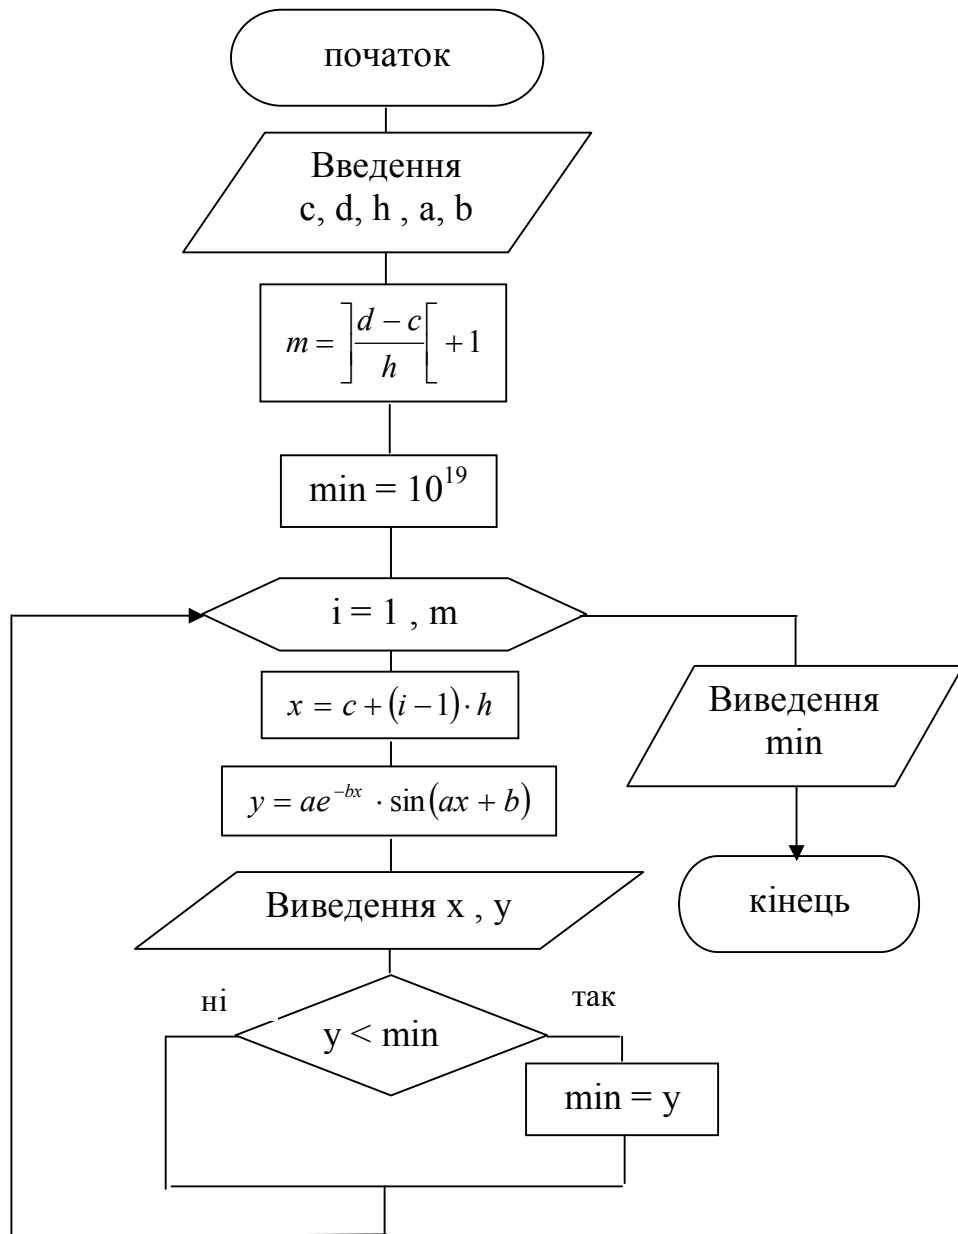 початок
Введення
c, d, h , a, b
m = ]\frac{d − c}{h}[ + 1
min = 10^{19}
i = 1 , m
x = c + (i − 1) · h
y = ae^{−bx} · sin(ax + b)
Виведення x , y
ні
так
y < min
min = y
Виведення
min
кінець